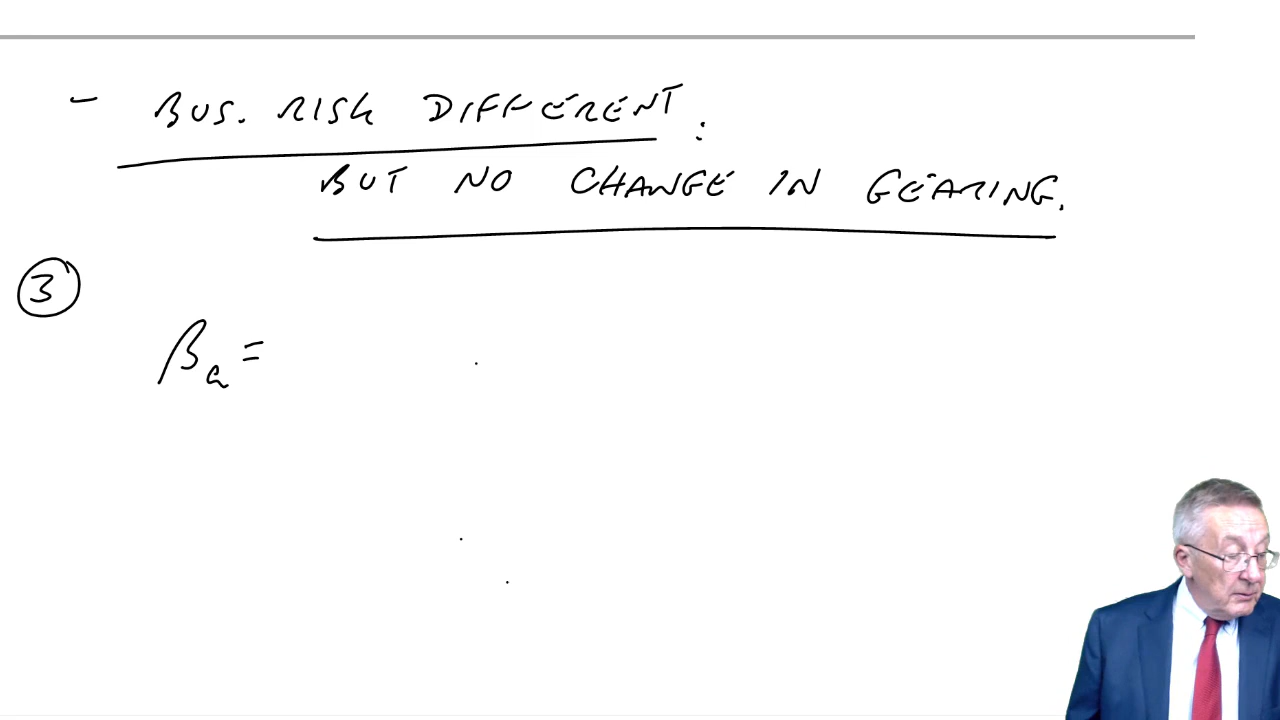 - BUS. RISK DIFFERENT:
BUT NO CHANGE IN GEARING.
3
βa =